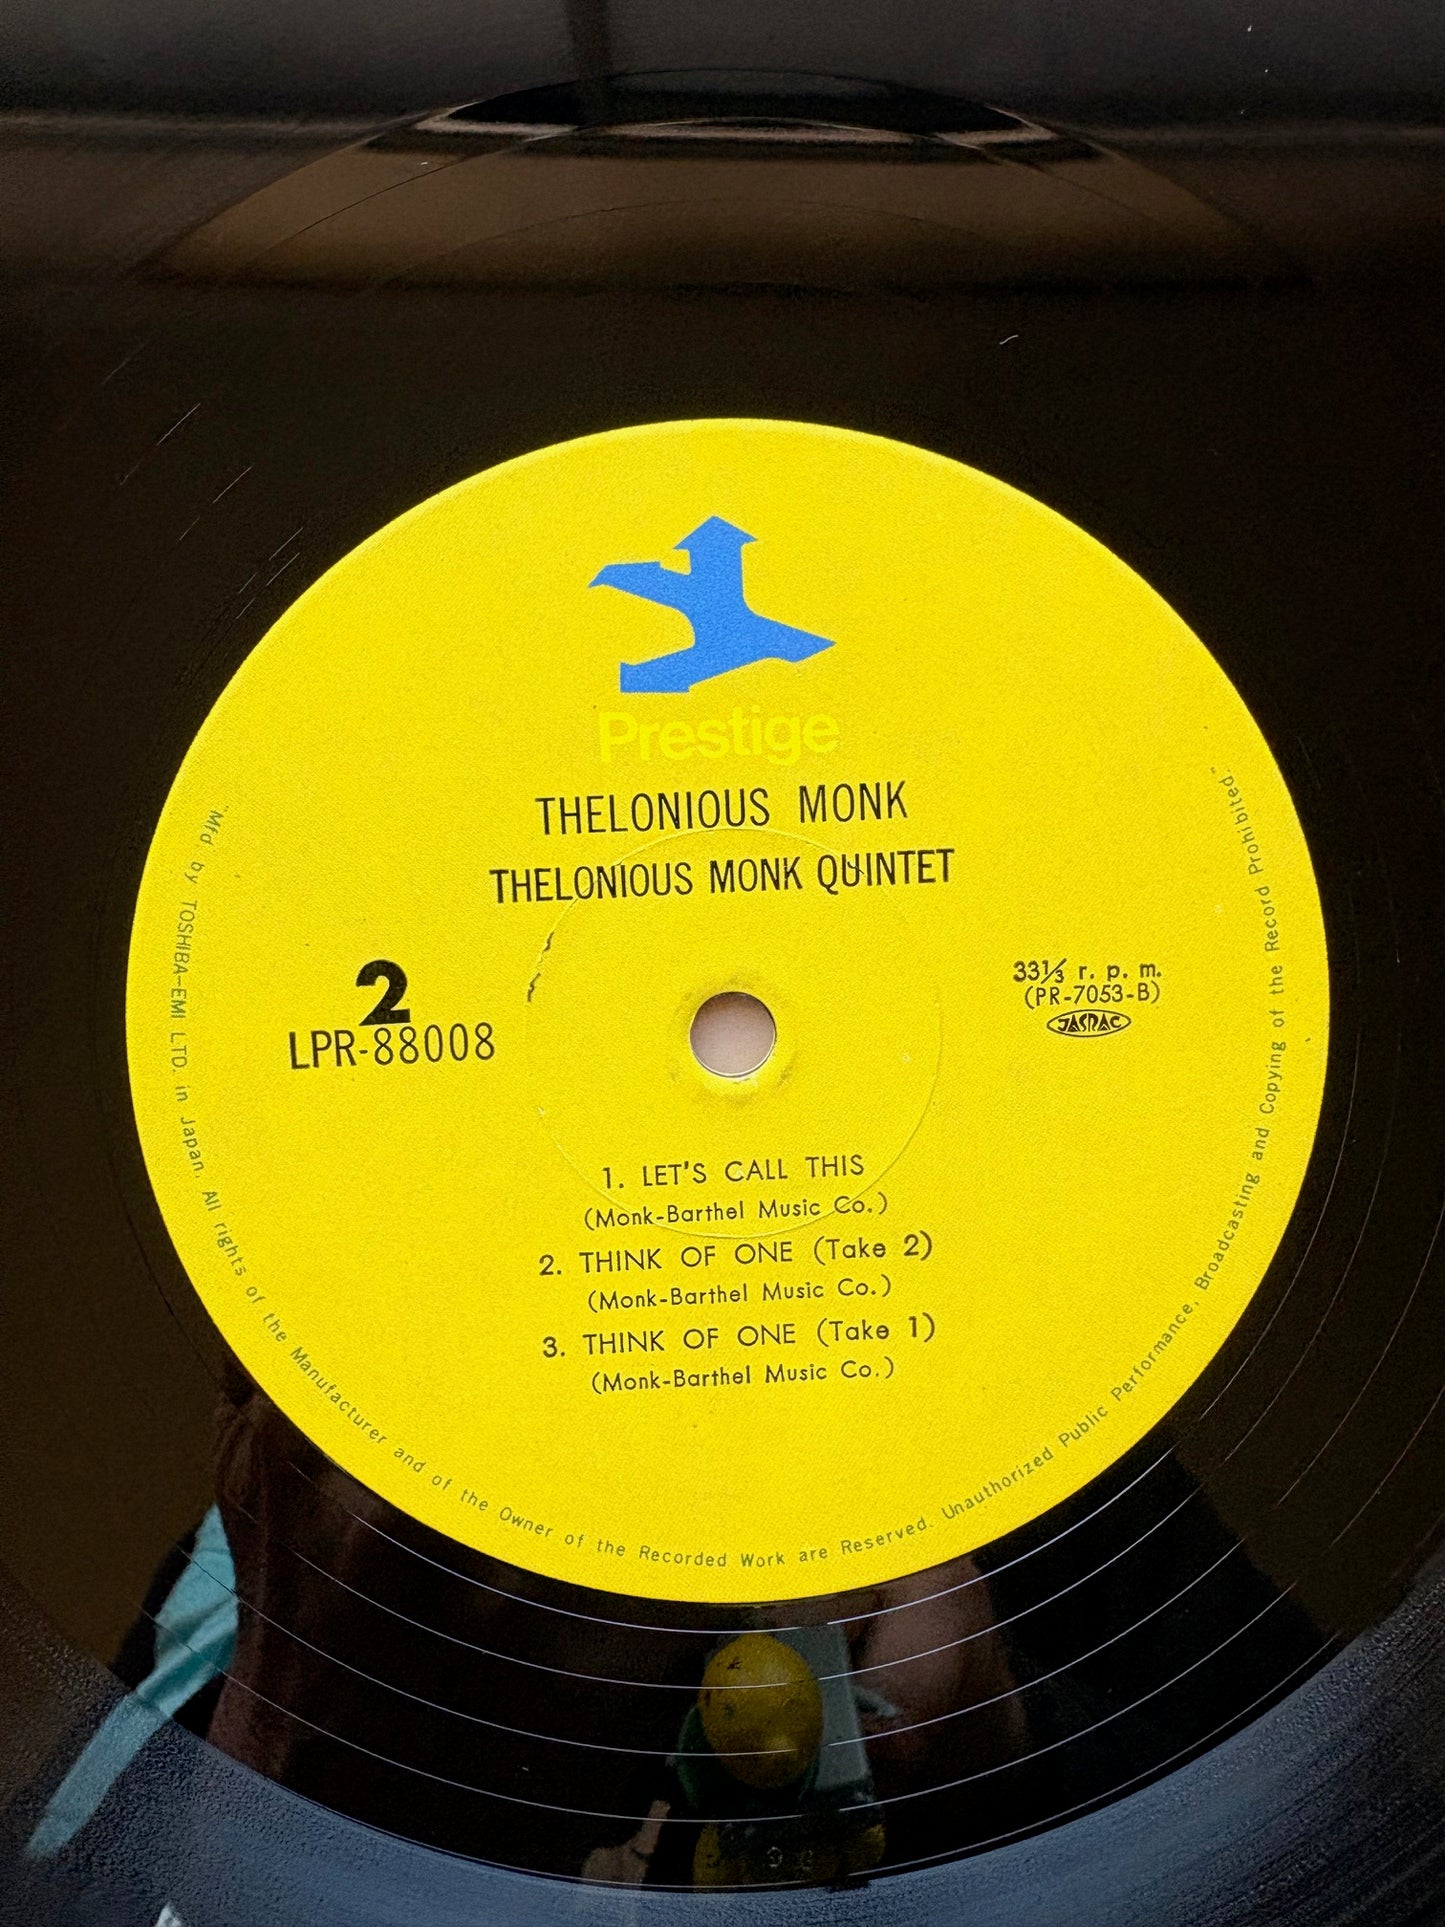 Prestige
THELONIOUS MONK
THELONIOUS MONK QUINTET
2
LPR-88008
33⅓ r. p. m.
(PR-7053-B)
JASRAC
1. LET'S CALL THIS
(Monk-Barthel Music Co.)
2. THINK OF ONE (Take 2)
(Monk-Barthel Music Co.)
3. THINK OF ONE (Take 1)
(Monk-Barthel Music Co.)
"Mfd by TOSHIBA-EMI LTD. in Japan. All rights of the Manufacturer and of the Owner of the Recorded Work are Reserved. Unauthorized Public Performance, Broadcasting and Copying of the Record Prohibited."